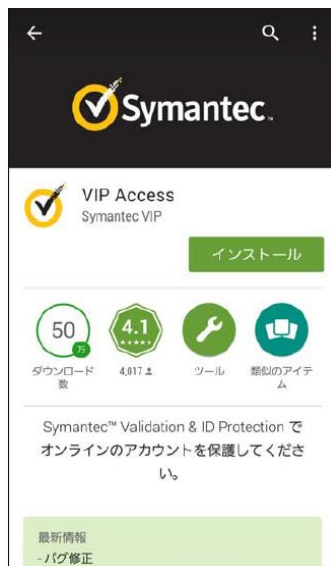 Symantec™
VIP Access
Symantec VIP
インストール
50
万
4.1
ダウンロード
数
4,017
ツール
類似のアイテ
ム
Symantec™ Validation & ID Protection で
オンラインのアカウントを保護してくださ
い。
最新情報
- バグ修正